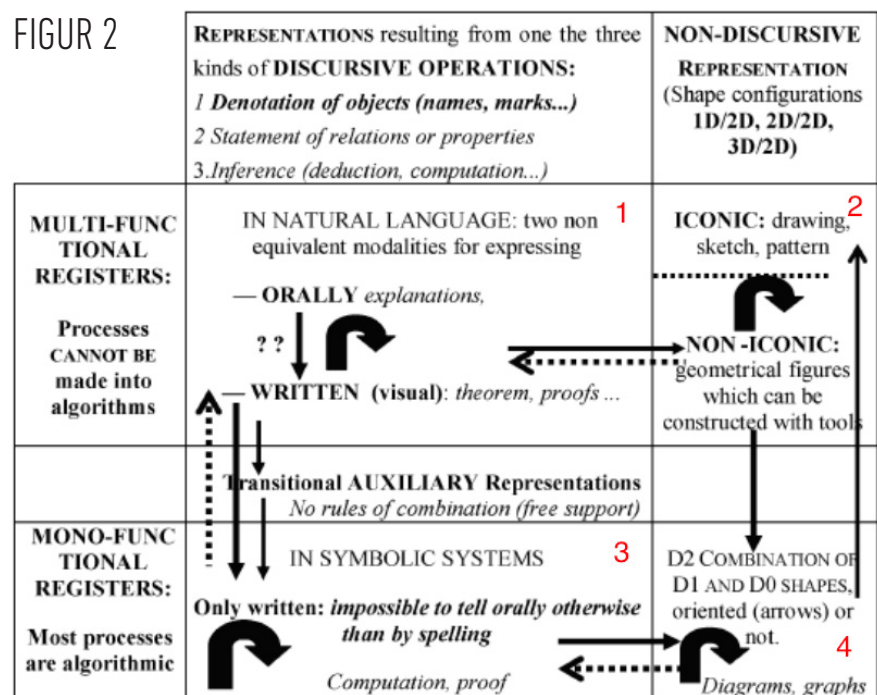 FIGUR 2
REPRESENTATIONS resulting from one the three
kinds of DISCURSIVE OPERATIONS:
1 Denotation of objects (names, marks...)
2 Statement of relations or properties
3.Inference (deduction, computation...)
NON-DISCURSIVE
REPRESENTATION
(Shape configurations
1D/2D, 2D/2D,
3D/2D)
MULTI-FUNC
TIONAL
REGISTERS:
Processes
CANNOT BE
made into
algorithms
IN NATURAL LANGUAGE: two non
equivalent modalities for expressing
1
— ORALLY explanations,
? ?
— WRITTEN (visual): theorem, proofs ...
ICONIC: drawing,
sketch, pattern
2
NON -ICONIC:
geometrical figures
which can be
constructed with tools
Transitional AUXILIARY Representations
No rules of combination (free support)
MONO-FUNC
TIONAL
REGISTERS:
Most processes
are algorithmic
IN SYMBOLIC SYSTEMS
3
Only written: impossible to tell orally otherwise
than by spelling
Computation, proof
D2 COMBINATION OF
D1 AND D0 SHAPES,
oriented (arrows) or
not.
4
Diagrams, graphs